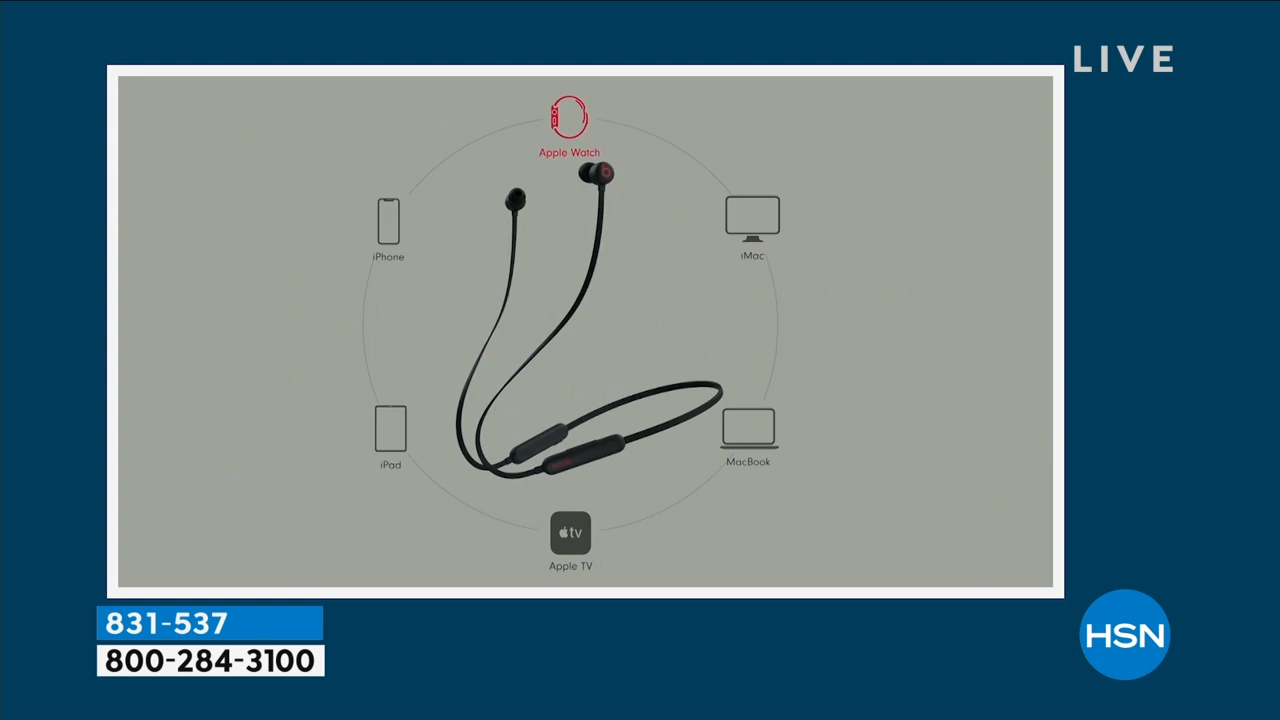 LIVE
Apple Watch
iPhone
iMac
iPad
MacBook
tv
Apple TV
831-537
800-284-3100
HSN